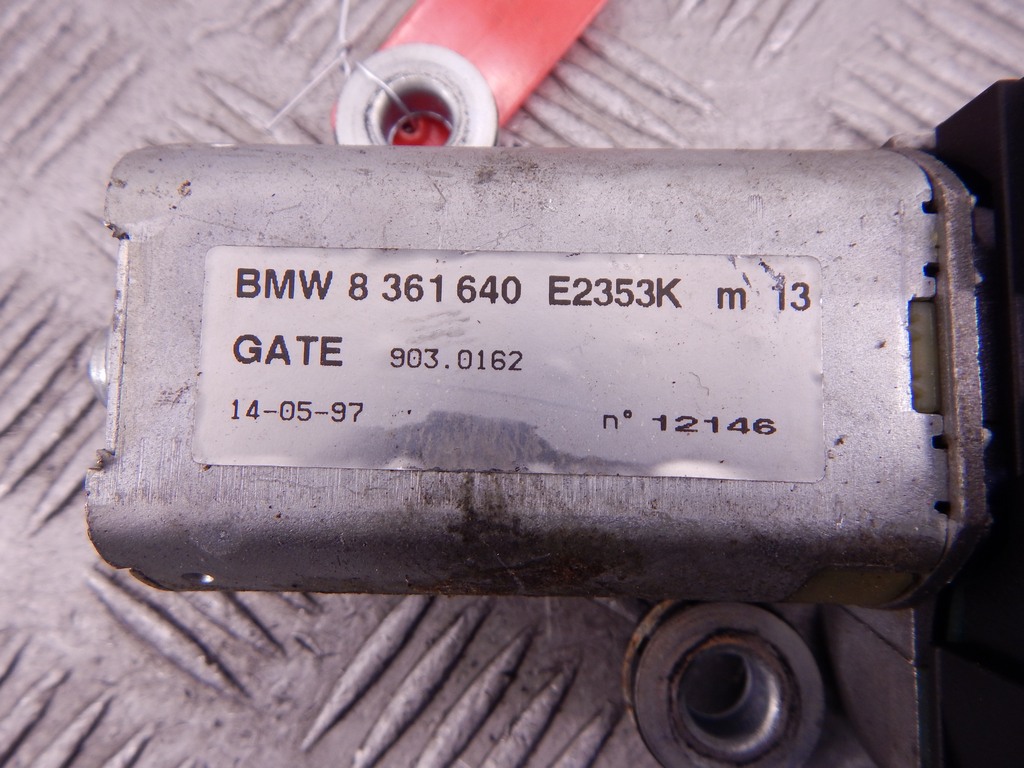 BMW 8 361 640 E2353K m 13
GATE 903.0162
14-05-97 n° 12146